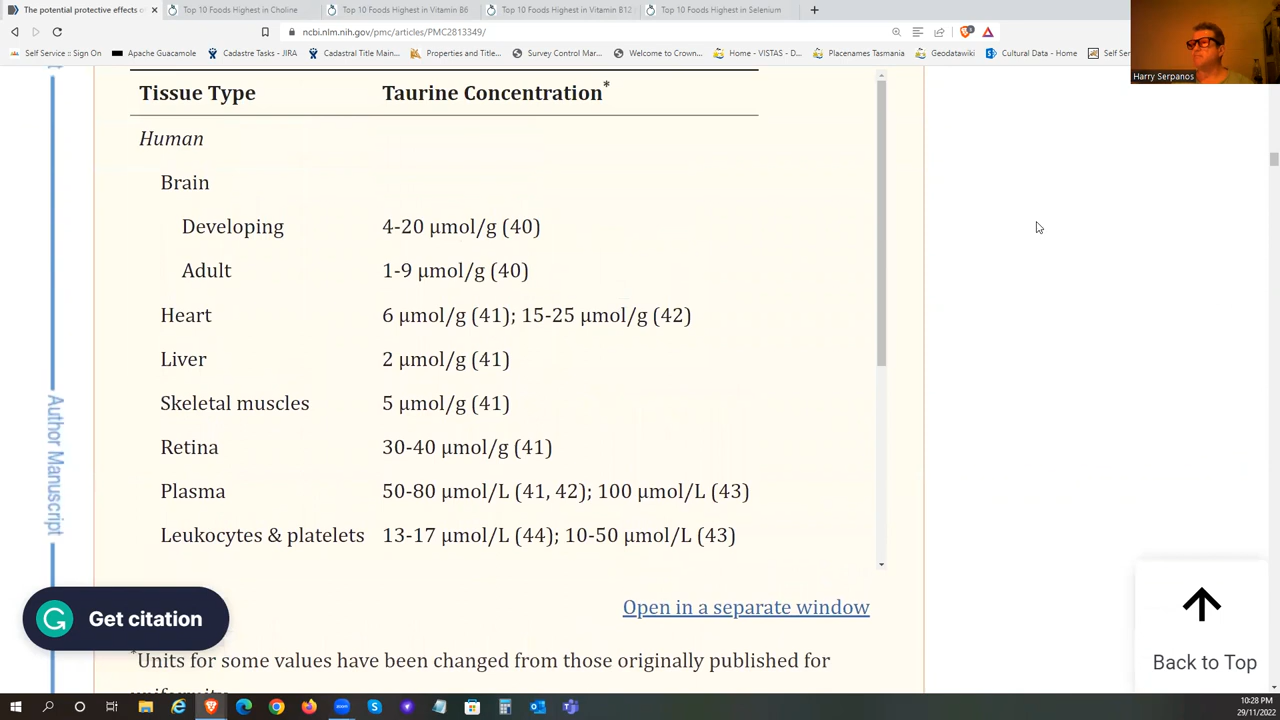 The potential protective effects of
Top 10 Foods Highest in Choline
Top 10 Foods Highest in Vitamin B6
Top 10 Foods Highest in Vitamin B12
Top 10 Foods Highest in Selenium
ncbi.nlm.nih.gov/pmc/articles/PMC2813349/
Self Service :: Sign On
Apache Guacamole
Cadastre Tasks - JIRA
Cadastral Title Main...
Properties and Title...
Survey Control Mar...
Welcome to Crown...
Home - VISTAS - D...
Placenames Tasmania
Geodatawiki
Cultural Data - Home
Self Serv
Harry Serpanos
Tissue Type Taurine Concentration*
Human
Brain
Developing 4-20 μmol/g (40)
Adult 1-9 μmol/g (40)
Heart 6 μmol/g (41); 15-25 μmol/g (42)
Liver 2 μmol/g (41)
Skeletal muscles 5 μmol/g (41)
Retina 30-40 μmol/g (41)
Plasma 50-80 μmol/L (41, 42); 100 μmol/L (43)
Leukocytes & platelets 13-17 μmol/L (44); 10-50 μmol/L (43)
Author Manuscript
Get citation
Open in a separate window
*Units for some values have been changed from those originally published for
uniformity.
Back to Top
10:28 PM
29/11/2022